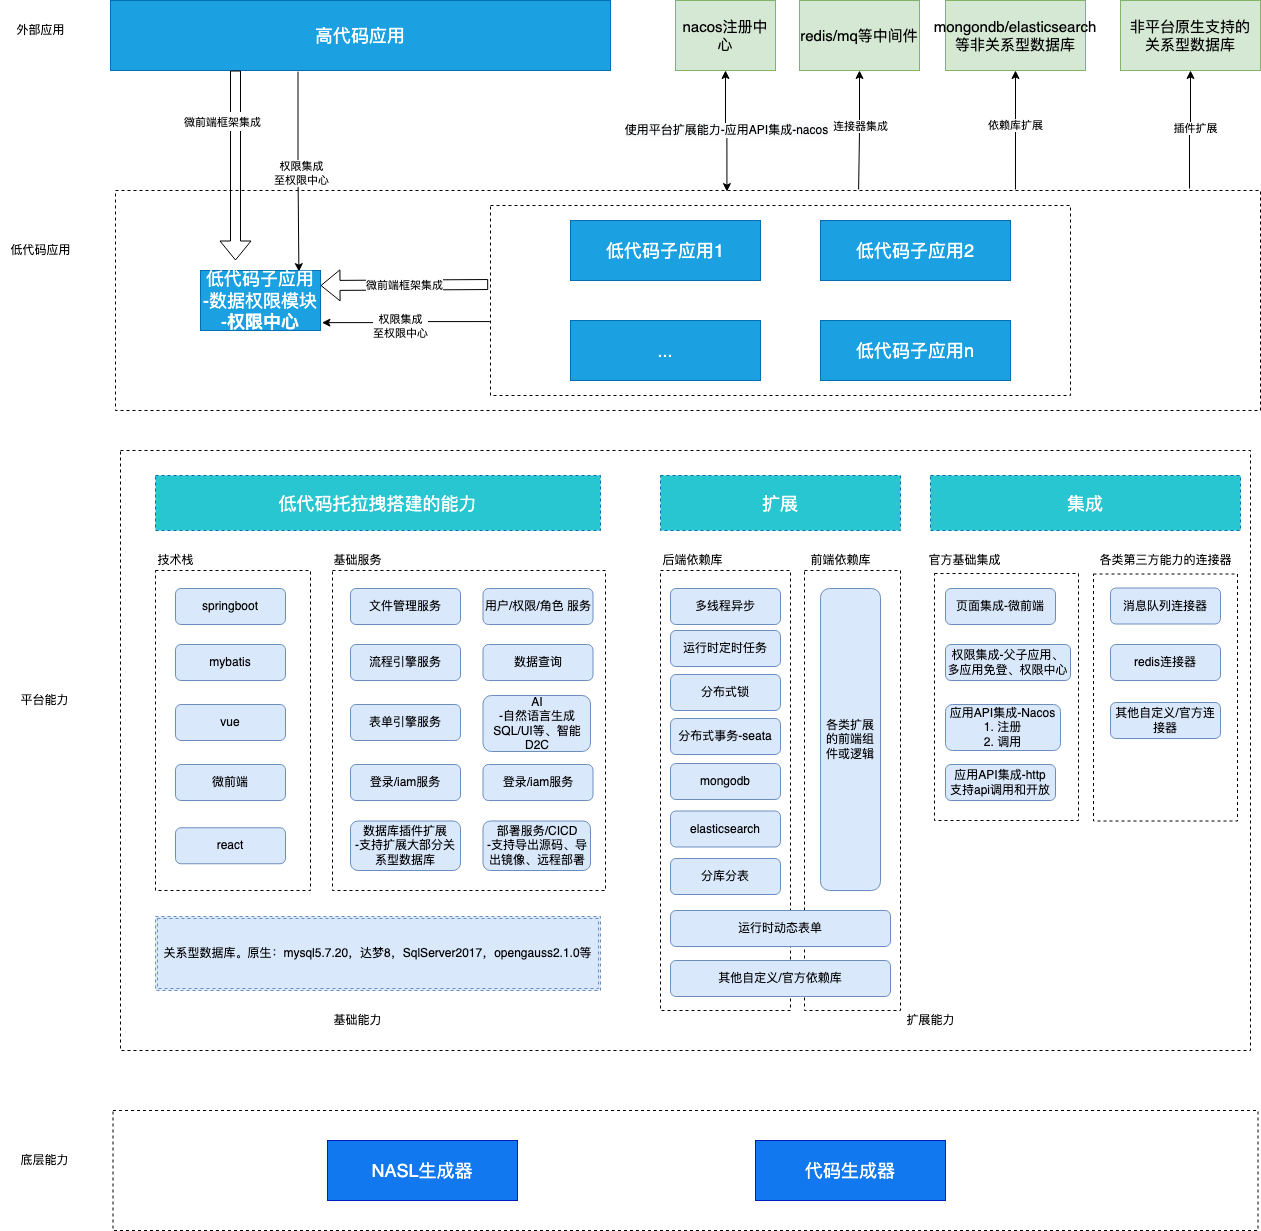 外部应用
高代码应用
nacos注册中
心
redis/mq等中间件
mongondb/elasticsearch
等非关系型数据库
非平台原生支持的
关系型数据库
微前端框架集成
权限集成
至权限中心
使用平台扩展能力-应用API集成-nacos
连接器集成
依赖库扩展
插件扩展
低代码应用
低代码子应用
-数据权限模块
-权限中心
微前端框架集成
权限集成
至权限中心
低代码子应用1
低代码子应用2
...
低代码子应用n
平台能力
低代码托拉拽搭建的能力
扩展
集成
技术栈
springboot
mybatis
vue
微前端
react
基础服务
文件管理服务
用户/权限/角色 服务
流程引擎服务
数据查询
表单引擎服务
AI
-自然语言生成
SQL/UI等、智能
D2C
登录/iam服务
登录/iam服务
数据库插件扩展
-支持扩展大部分关
系型数据库
部署服务/CICD
-支持导出源码、导
出镜像、远程部署
关系型数据库。原生：mysql5.7.20，达梦8，SqlServer2017，opengauss2.1.0等
基础能力
后端依赖库
多线程异步
运行时定时任务
分布式锁
分布式事务-seata
mongodb
elasticsearch
分库分表
前端依赖库
各类扩展
的前端组
件或逻辑
运行时动态表单
其他自定义/官方依赖库
官方基础集成
页面集成-微前端
权限集成-父子应用、
多应用免登、权限中心
应用API集成-Nacos
1. 注册
2. 调用
应用API集成-http
支持api调用和开放
各类第三方能力的连接器
消息队列连接器
redis连接器
其他自定义/官方连
接器
扩展能力
底层能力
NASL生成器
代码生成器